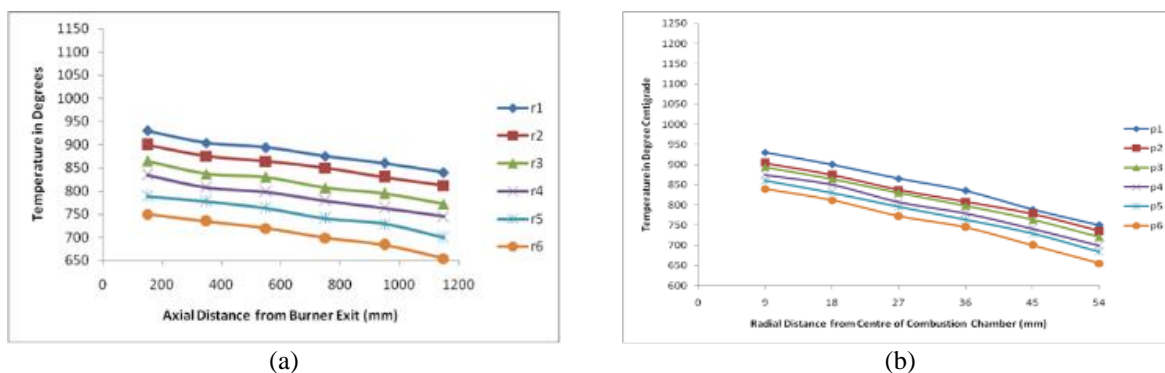 1150
1100
1050
1000
950
900
850
800
750
700
650
Temperature in Degrees
0 200 400 600 800 1000 1200
Axial Distance from Burner Exit (mm)
r1
r2
r3
r4
r5
r6
(a)
1250
1200
1150
1100
1050
1000
950
900
850
800
750
700
650
600
Temperature in Degree Centigrade
0 9 18 27 36 45 54
Radial Distance from Centre of Combustion Chamber (mm)
p1
p2
p3
p4
p5
p6
(b)